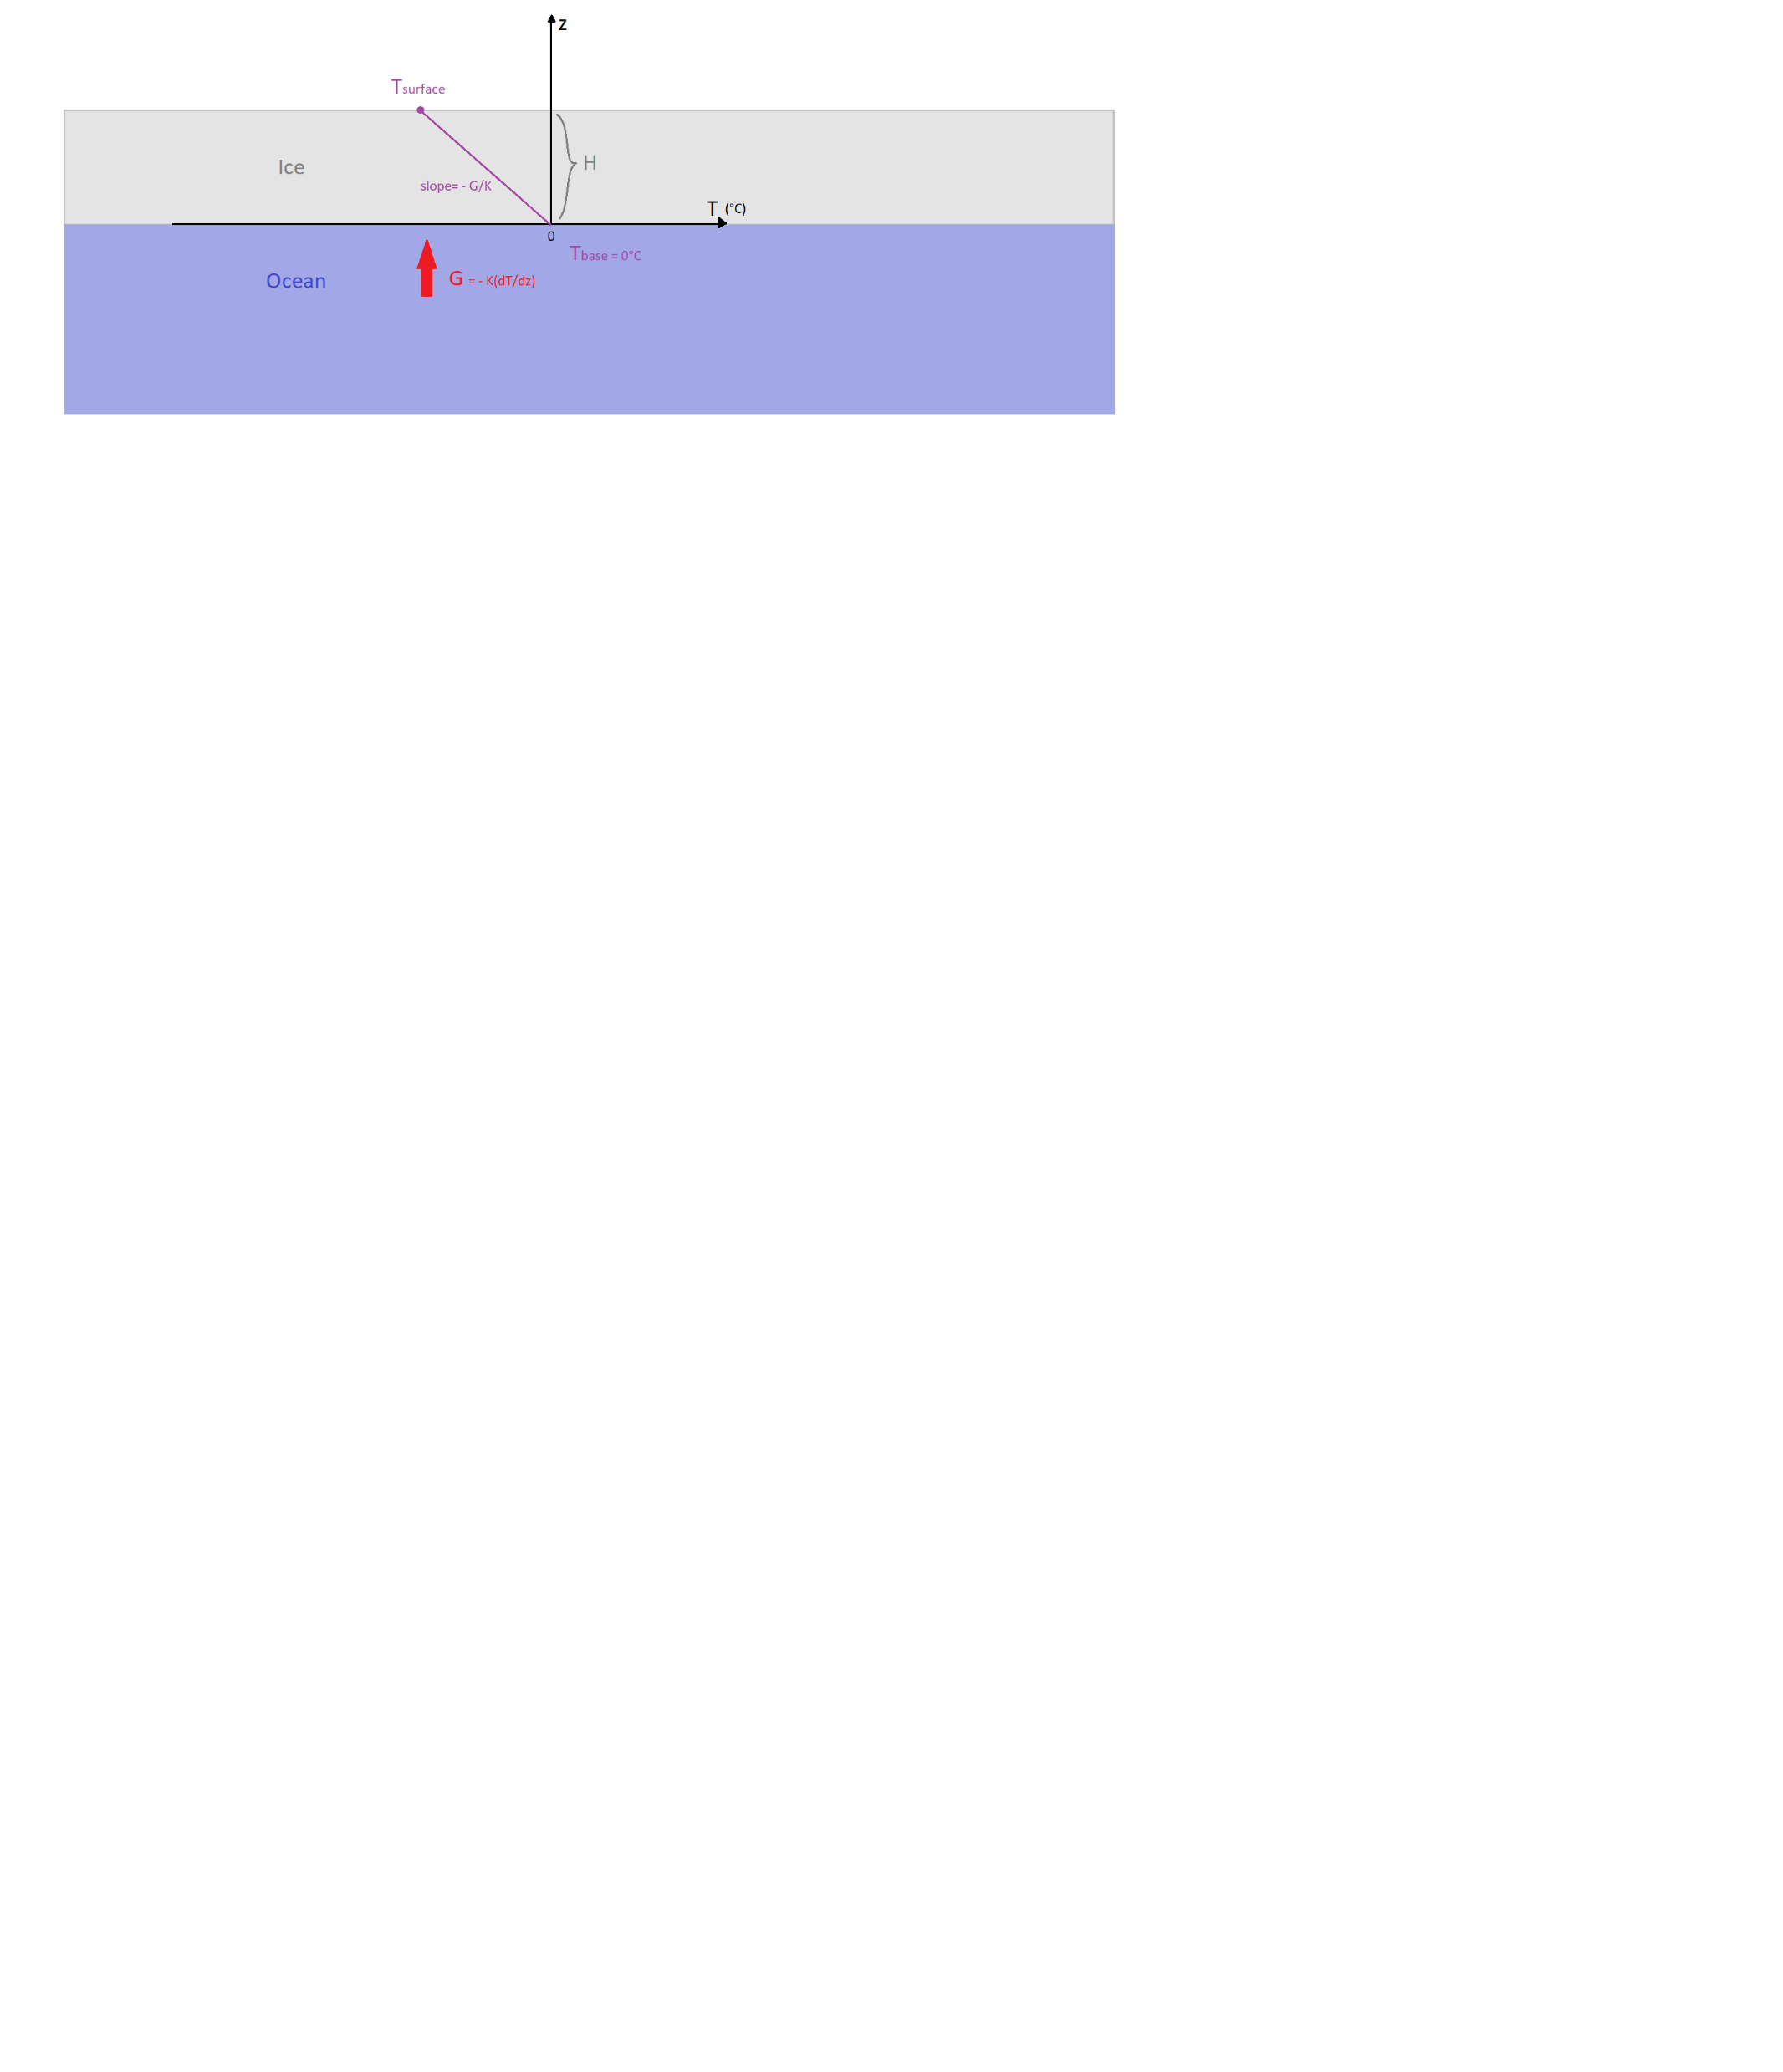 z
Tsurface
Ice
H
slope= - G/K
T (°C)
0
Tbase = 0°C
Ocean
G = - K(dT/dz)